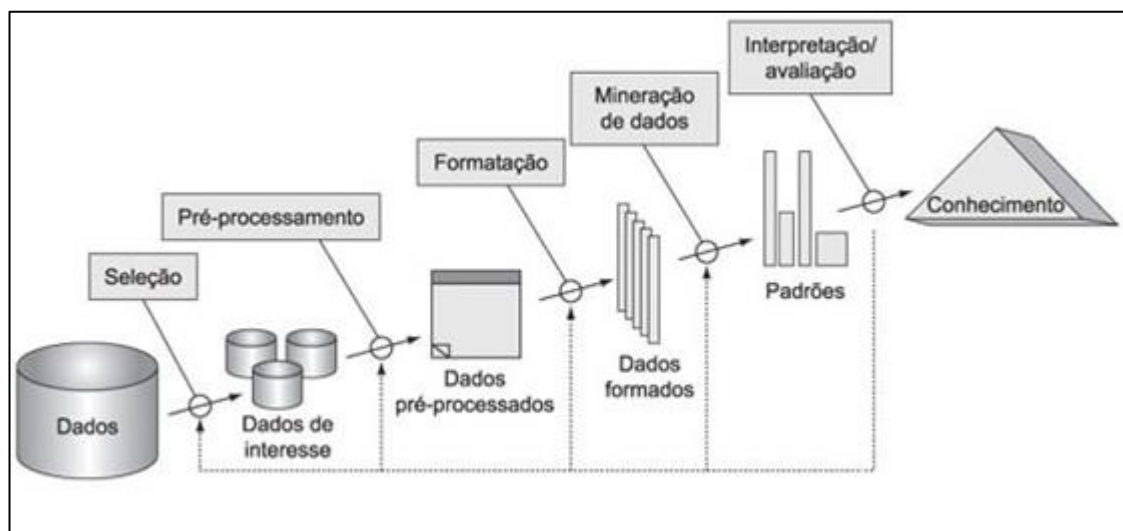 Interpretação/
avaliação
Mineração
de dados
Formatação
Pré-processamento
Seleção
Conhecimento
Padrões
Dados
formados
Dados
pré-processados
Dados de
interesse
Dados